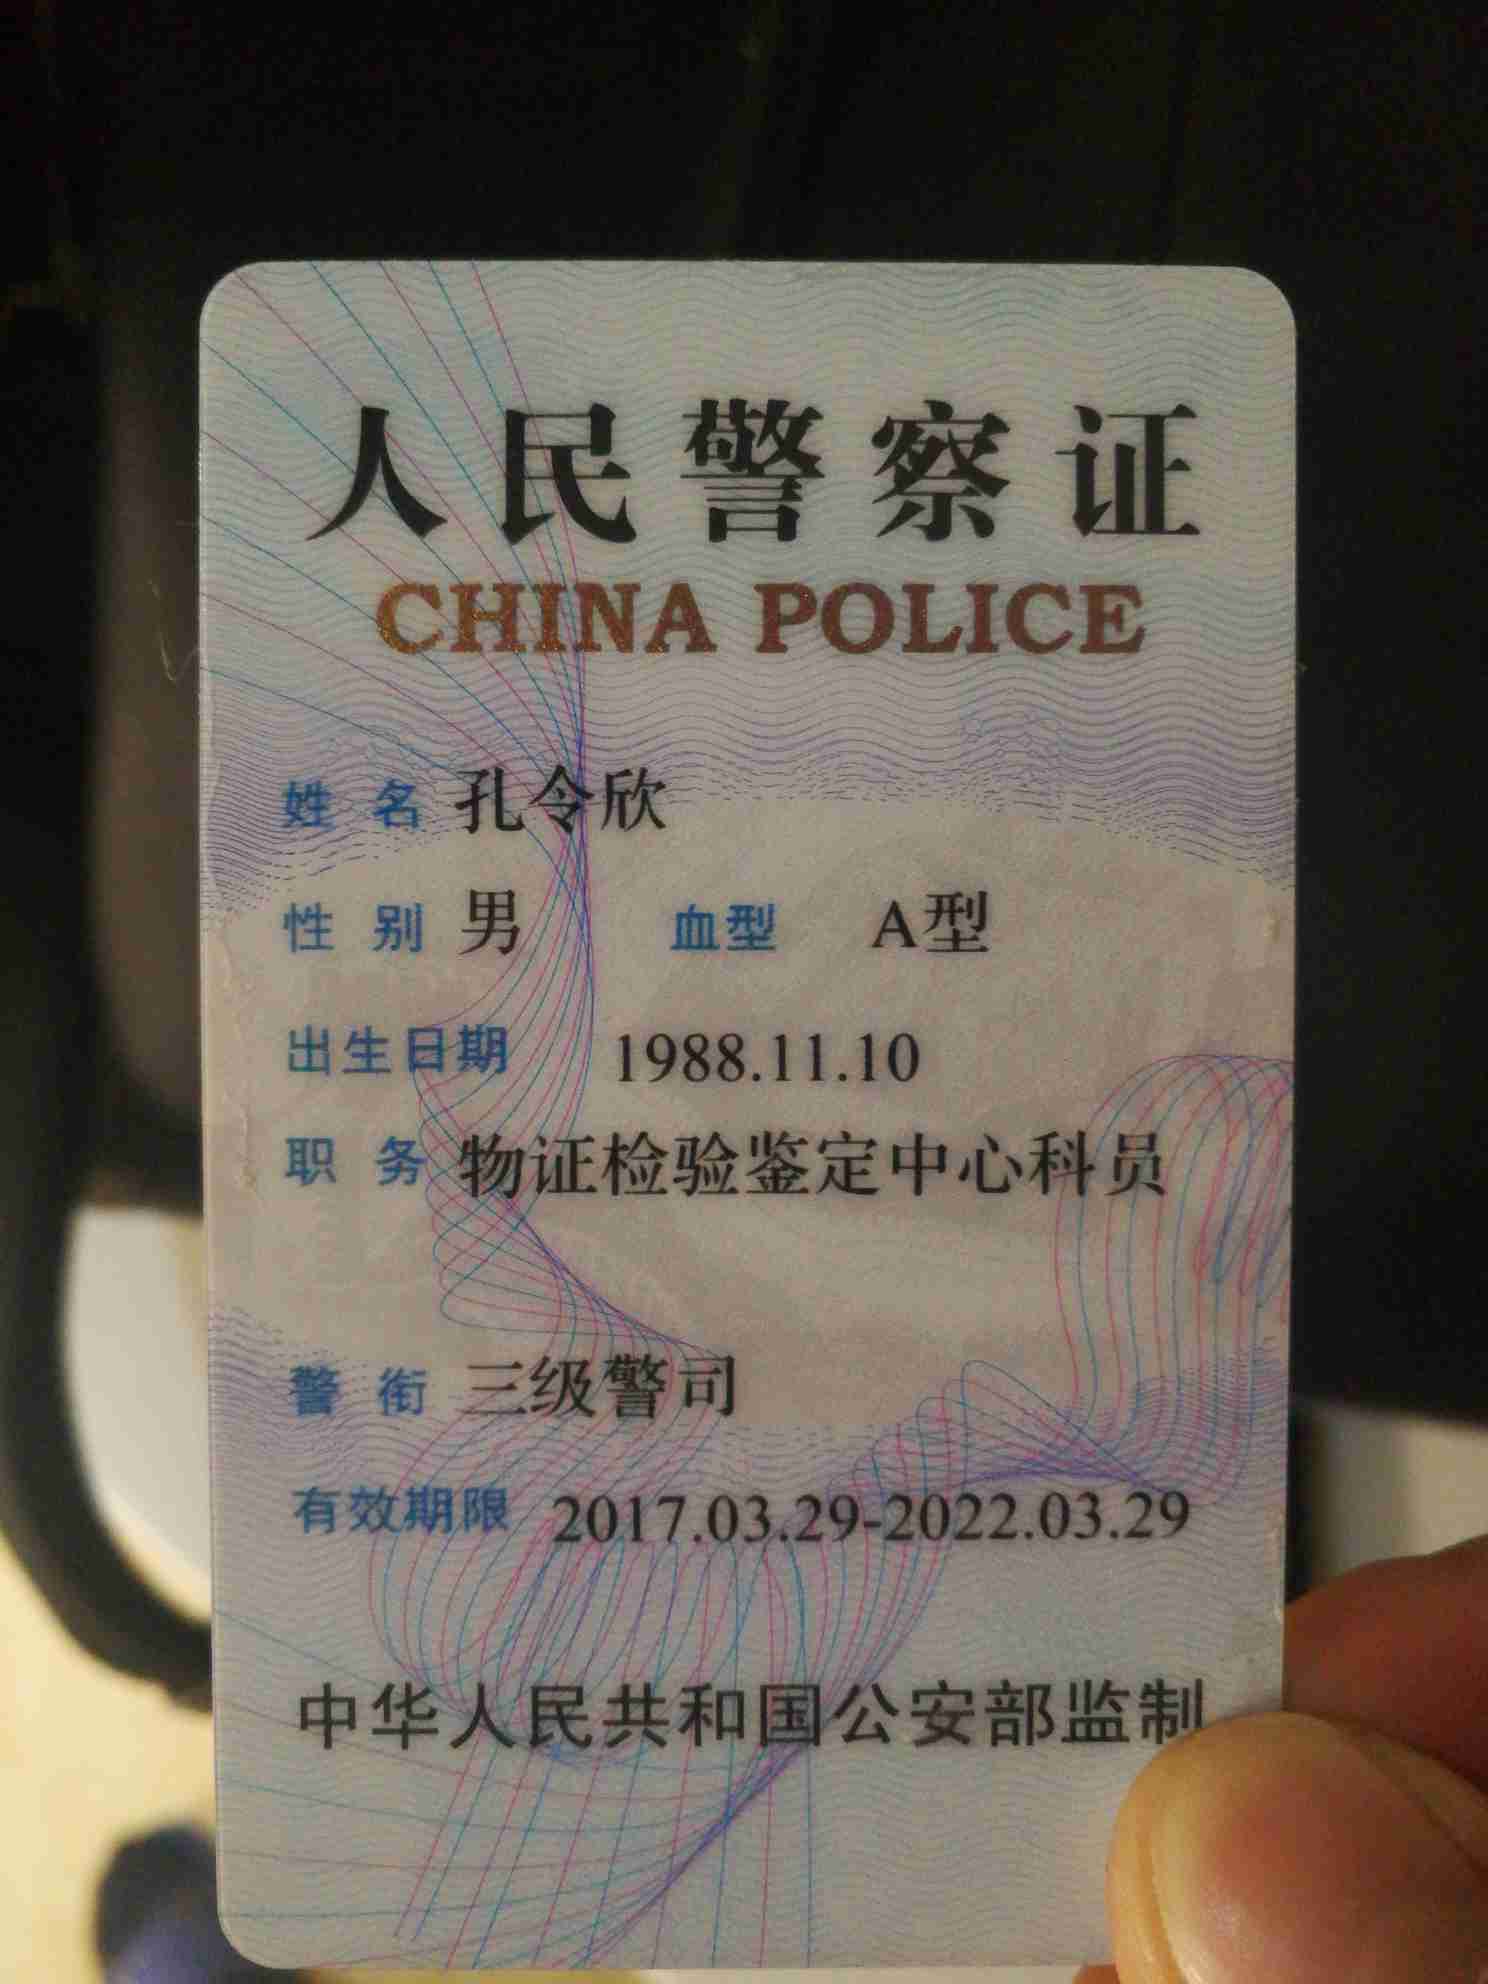 人民警察证
CHINA POLICE
姓名 孔令欣
性别 男 血型 A型
出生日期 1988.11.10
职务 物证检验鉴定中心科员
警衔 三级警司
有效期限 2017.03.29-2022.03.29
中华人民共和国公安部监制